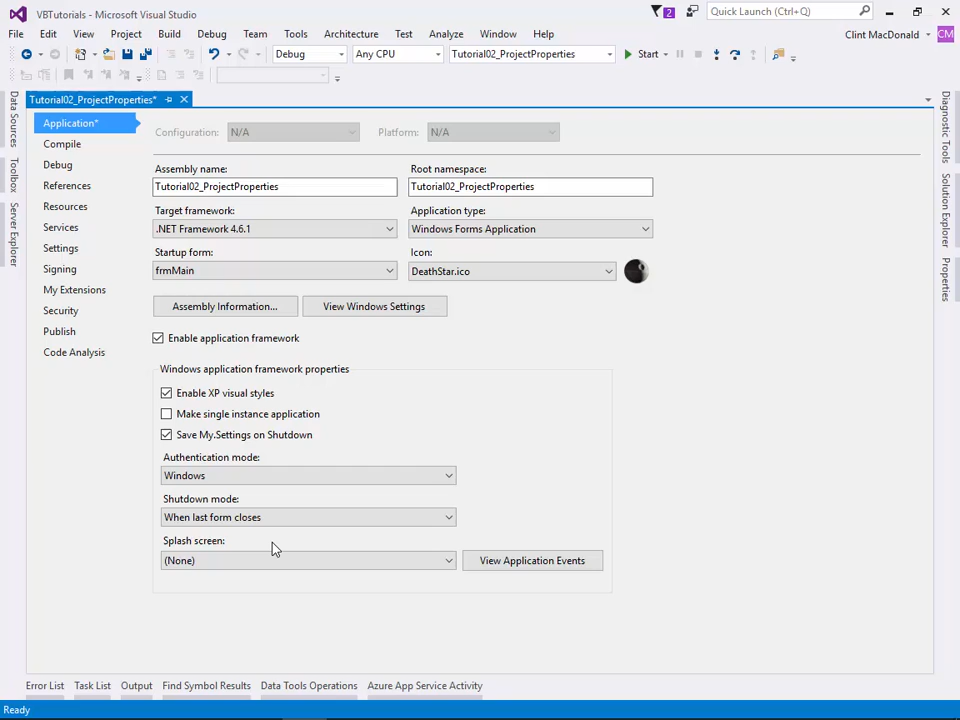 VBTutorials - Microsoft Visual Studio
2
Quick Launch (Ctrl+Q)
File Edit View Project Build Debug Team Tools Architecture Test Analyze Window Help
Clint MacDonald CM
Debug Any CPU Tutorial02_ProjectProperties Start
Tutorial02_ProjectProperties*
Data Sources
Toolbox
Server Explorer
Application*
Compile
Debug
References
Resources
Services
Settings
Signing
My Extensions
Security
Publish
Code Analysis
Configuration: N/A Platform: N/A
Assembly name: Root namespace:
Tutorial02_ProjectProperties Tutorial02_ProjectProperties
Target framework: Application type:
.NET Framework 4.6.1 Windows Forms Application
Startup form: Icon:
frmMain DeathStar.ico
Assembly Information... View Windows Settings
Enable application framework
Windows application framework properties
Enable XP visual styles
Make single instance application
Save My.Settings on Shutdown
Authentication mode:
Windows
Shutdown mode:
When last form closes
Splash screen:
(None) View Application Events
Diagnostic Tools
Solution Explorer
Properties
Error List Task List Output Find Symbol Results Data Tools Operations Azure App Service Activity
Ready